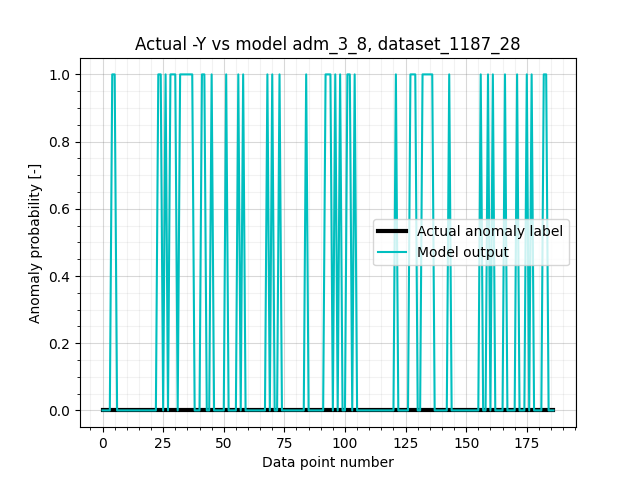 Actual -Y vs model adm_3_8, dataset_1187_28
Anomaly probability [-]
1.0
0.8
0.6
0.4
0.2
0.0
Actual anomaly label
Model output
0 25 50 75 100 125 150 175
Data point number